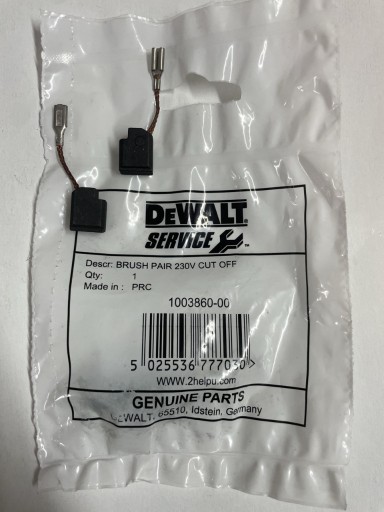 DEWALT
SERVICE
Descr: BRUSH PAIR 230V CUT OFF
Qty: 1
Made in : PRC
1003860-00
5 025536 777030 >
WWW.2helpu.com
GENUINE PARTS
DEWALT, 65510, Idstein, Germany